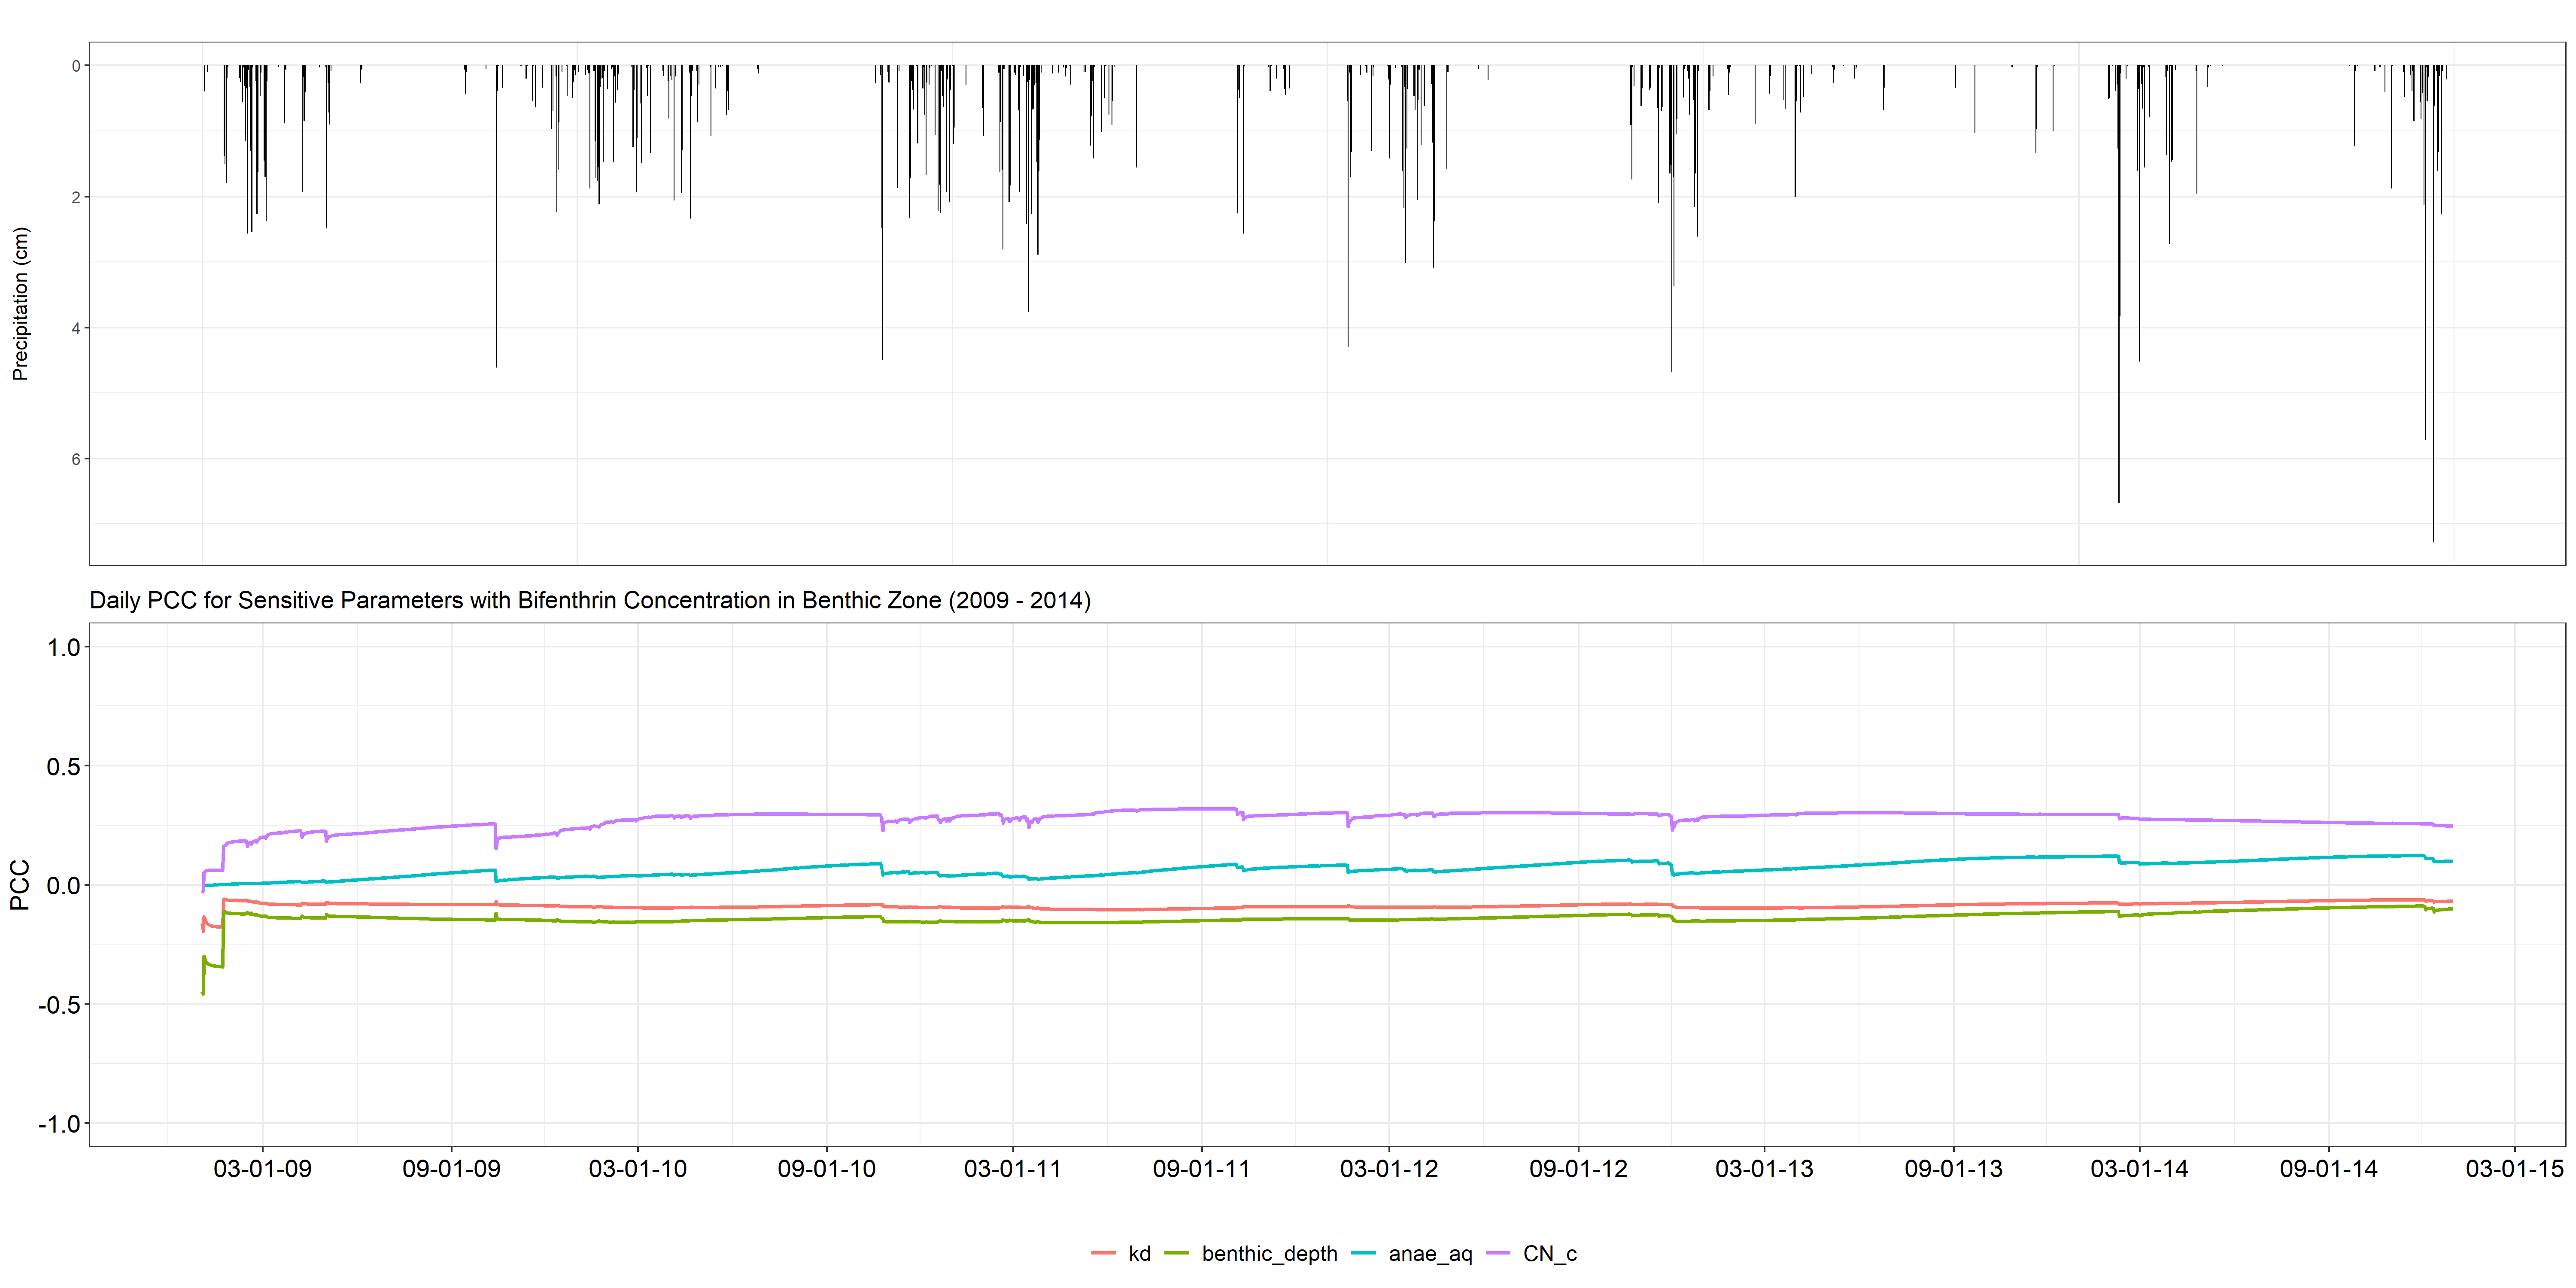 0
2
4
6
Precipitation (cm)
Daily PCC for Sensitive Parameters with Bifenthrin Concentration in Benthic Zone (2009 - 2014)
1.0
0.5
0.0
-0.5
-1.0
PCC
03-01-09 09-01-09 03-01-10 09-01-10 03-01-11 09-01-11 03-01-12 09-01-12 03-01-13 09-01-13 03-01-14 09-01-14 03-01-15
kd benthic_depth anae_aq CN_c